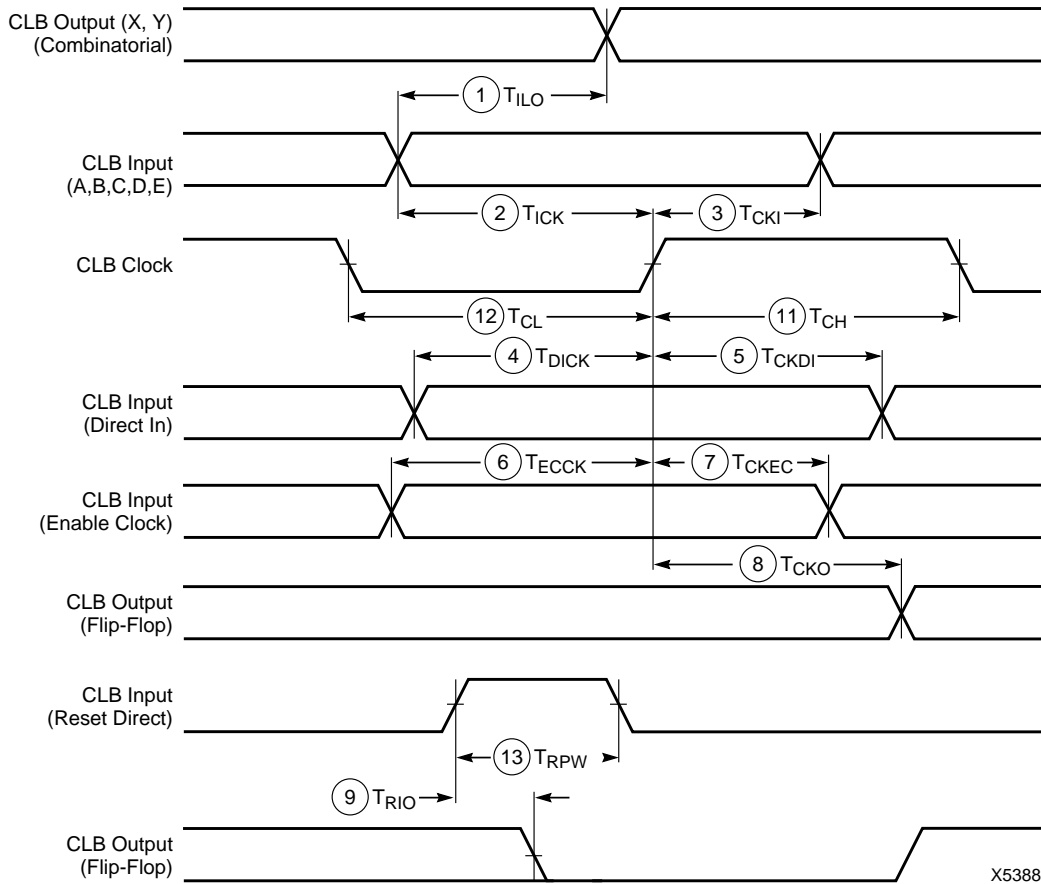 CLB Output (X, Y)
(Combinatorial)
1 TILO
CLB Input
(A,B,C,D,E)
2 TICK
3 TCKI
CLB Clock
12 TCL
11 TCH
4 TDICK
5 TCKDI
CLB Input
(Direct In)
6 TECCK
7 TCKEC
CLB Input
(Enable Clock)
8 TCKO
CLB Output
(Flip-Flop)
CLB Input
(Reset Direct)
13 TRPW
9 TRIO
CLB Output
(Flip-Flop)
X5388